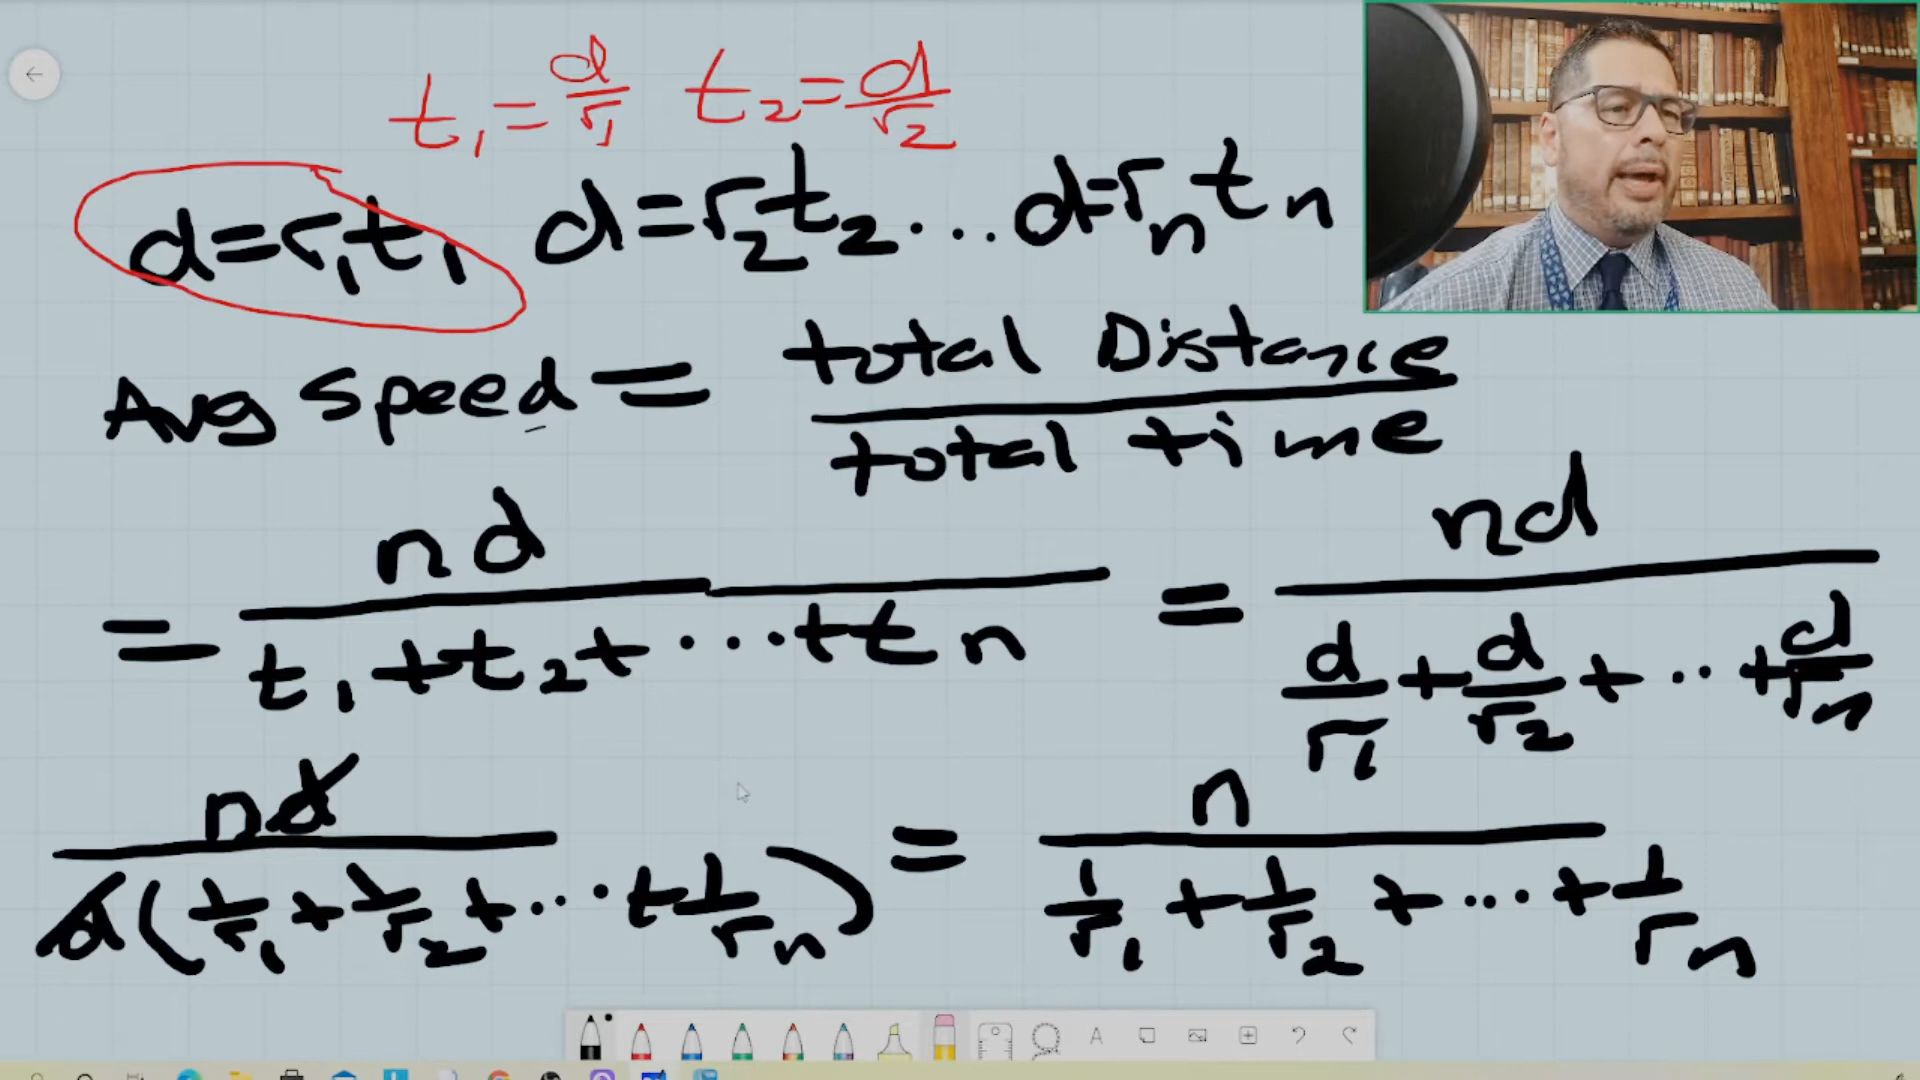 t₁ = d/r₁ t₂ = d/r₂
d = r₁t₁ d = r₂t₂ ... d = rₙtₙ
Avg Speed = total Distance / total time
= nd / (t₁ + t₂ + ... + tₙ) = nd / (d/r₁ + d/r₂ + ... + d/rₙ)
nd / d(1/r₁ + 1/r₂ + ... + 1/rₙ) = n / (1/r₁ + 1/r₂ + ... + 1/rₙ)